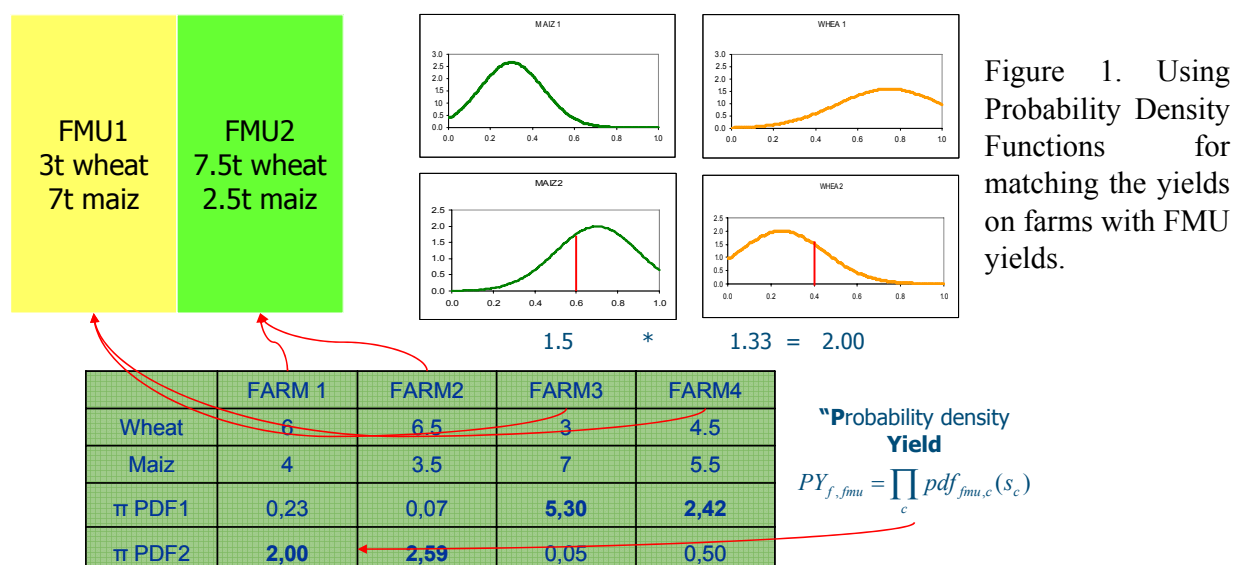 FMU1
3t wheat
7t maiz
FMU2
7.5t wheat
2.5t maiz
MAIZ 1
3.0
2.5
2.0
1.5
1.0
0.5
0.0
0.0 0.2 0.4 0.6 0.8 1.0
WHEA 1
3.0
2.5
2.0
1.5
1.0
0.5
0.0
0.0 0.2 0.4 0.6 0.8 1.0
MAIZ2
2.5
2.0
1.5
1.0
0.5
0.0
0.0 0.2 0.4 0.6 0.8 1.0
WHEA2
2.5
2.0
1.5
1.0
0.5
0.0
0.0 0.2 0.4 0.6 0.8 1.0
1.5 * 1.33 = 2.00
Figure 1. Using
Probability Density
Functions for
matching the yields
on farms with FMU
yields.
FARM 1 FARM2 FARM3 FARM4
Wheat 6 6.5 3 4.5
Maiz 4 3.5 7 5.5
π PDF1 0,23 0,07 5,30 2,42
π PDF2 2,00 2,59 0,05 0,50
"Probability density
Yield
PY_{f,fmu} = ∏_c pdf_{fmu,c}(s_c)